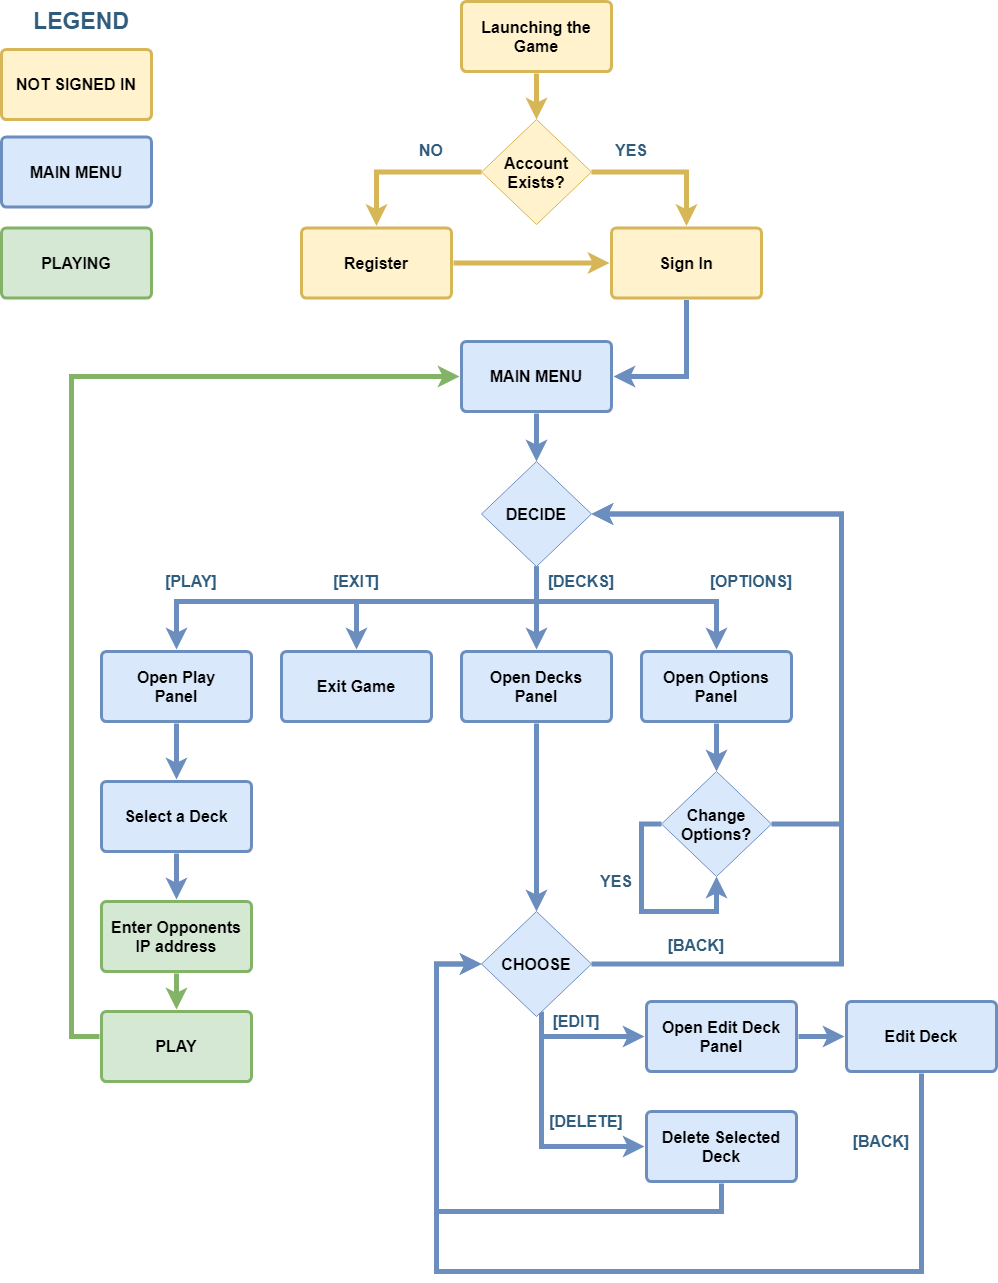 LEGEND
NOT SIGNED IN
MAIN MENU
PLAYING
Launching the
Game
Account
Exists?
NO
YES
Register
Sign In
MAIN MENU
DECIDE
[PLAY]
[EXIT]
[DECKS]
[OPTIONS]
Open Play
Panel
Exit Game
Open Decks
Panel
Open Options
Panel
Select a Deck
Change
Options?
YES
Enter Opponents
IP address
PLAY
CHOOSE
[BACK]
[EDIT]
Open Edit Deck
Panel
Edit Deck
[DELETE]
Delete Selected
Deck
[BACK]